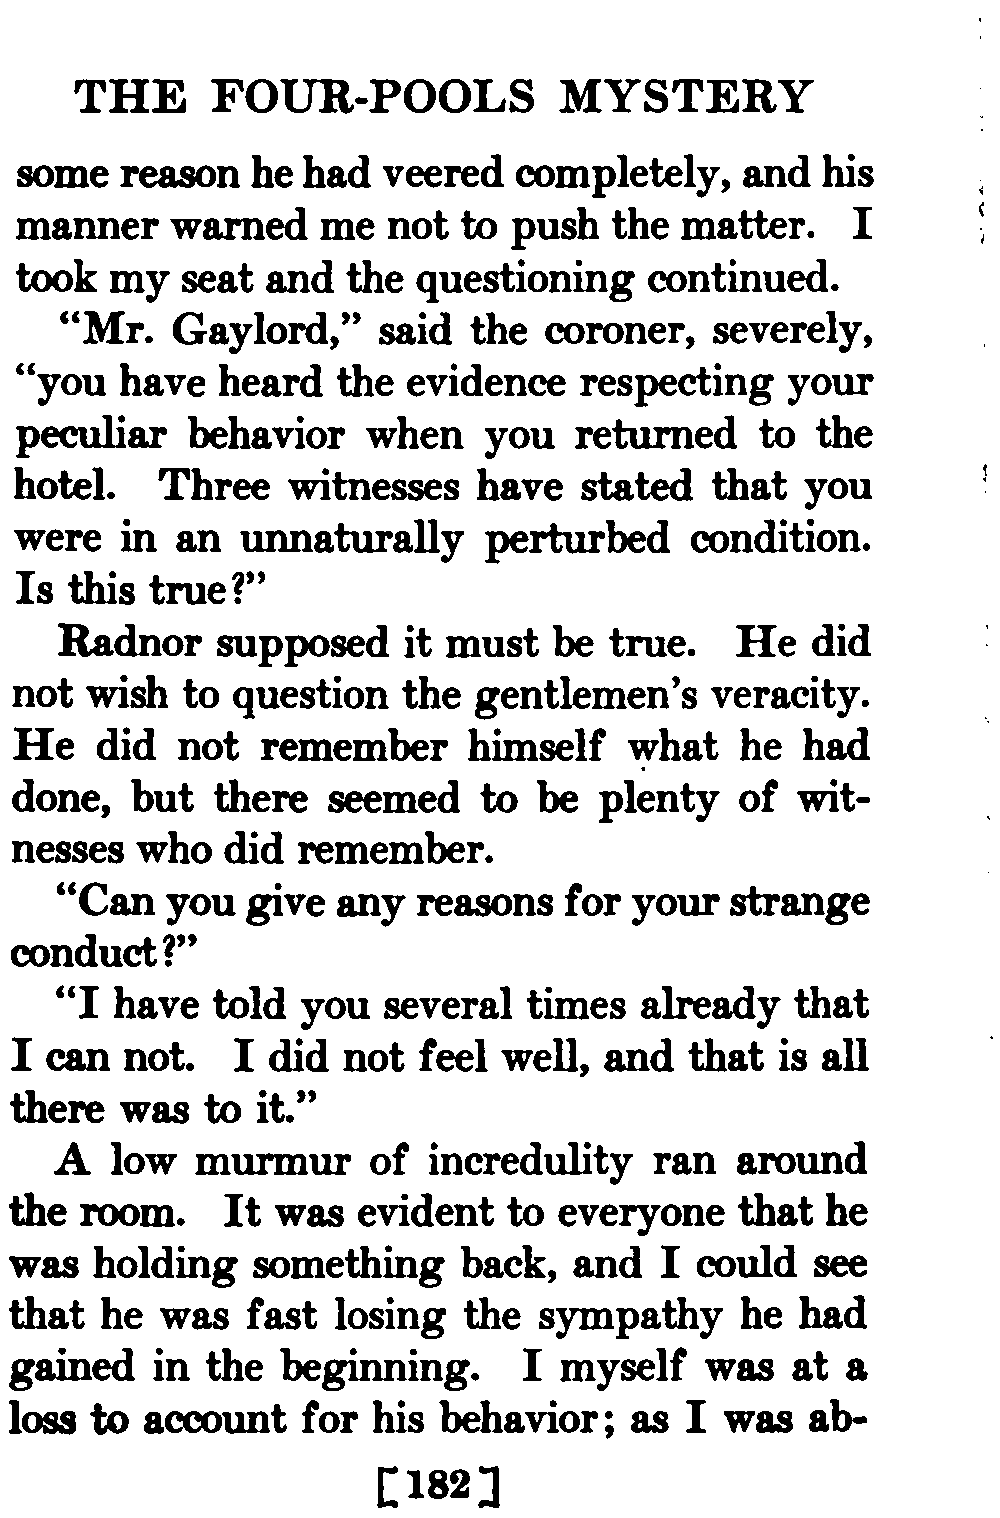 THE FOUR-POOLS MYSTERY
some reason he had veered completely, and his
manner warned me not to push the matter. I
took my seat and the questioning continued.
“Mr. Gaylord,” said the coroner, severely,
“you have heard the evidence respecting your
peculiar behavior when you returned to the
hotel. Three witnesses have stated that you
were in an unnaturally perturbed condition.
Is this true?”
Radnor supposed it must be true. He did
not wish to question the gentlemen’s veracity.
He did not remember himself what he had
done, but there seemed to be plenty of wit-
nesses who did remember.
“Can you give any reasons for your strange
conduct?”
“I have told you several times already that
I can not. I did not feel well, and that is all
there was to it.”
A low murmur of incredulity ran around
the room. It was evident to everyone that he
was holding something back, and I could see
that he was fast losing the sympathy he had
gained in the beginning. I myself was at a
loss to account for his behavior; as I was ab-
[182]